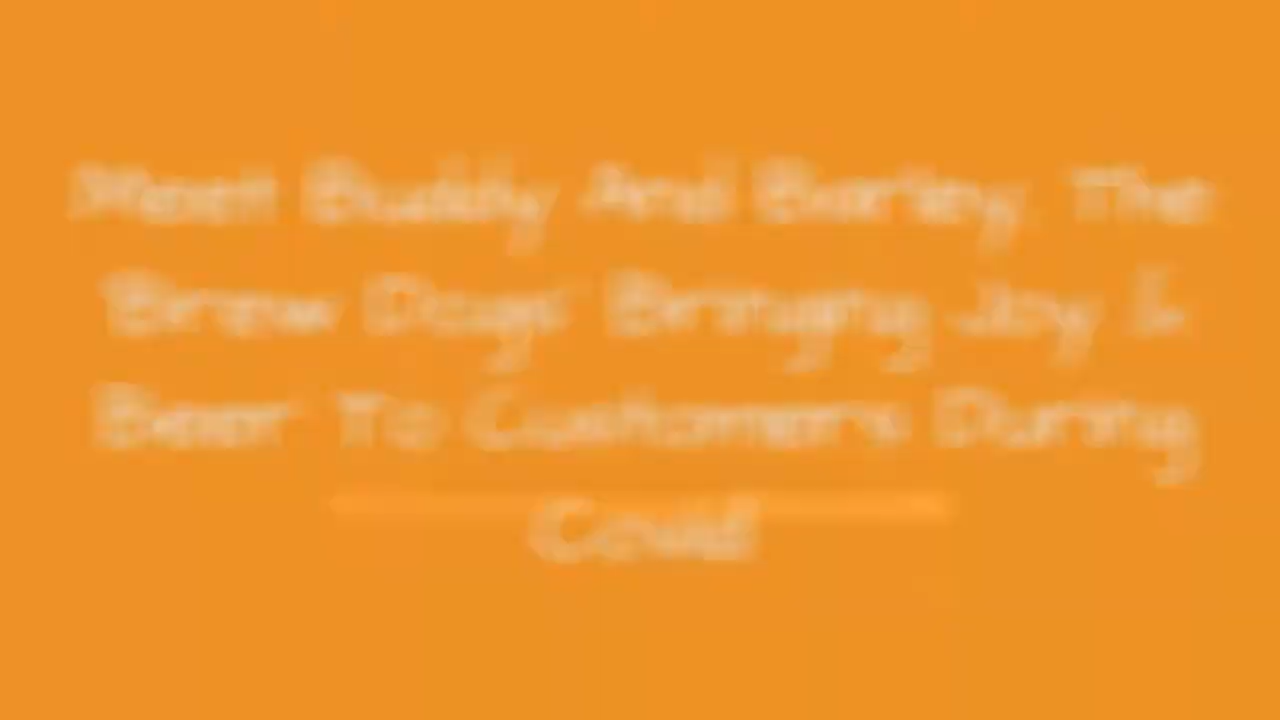 Meet Buddy And Barley, The
'Brew Dogs' Bringing Joy &
Beer To Customers During
Covid